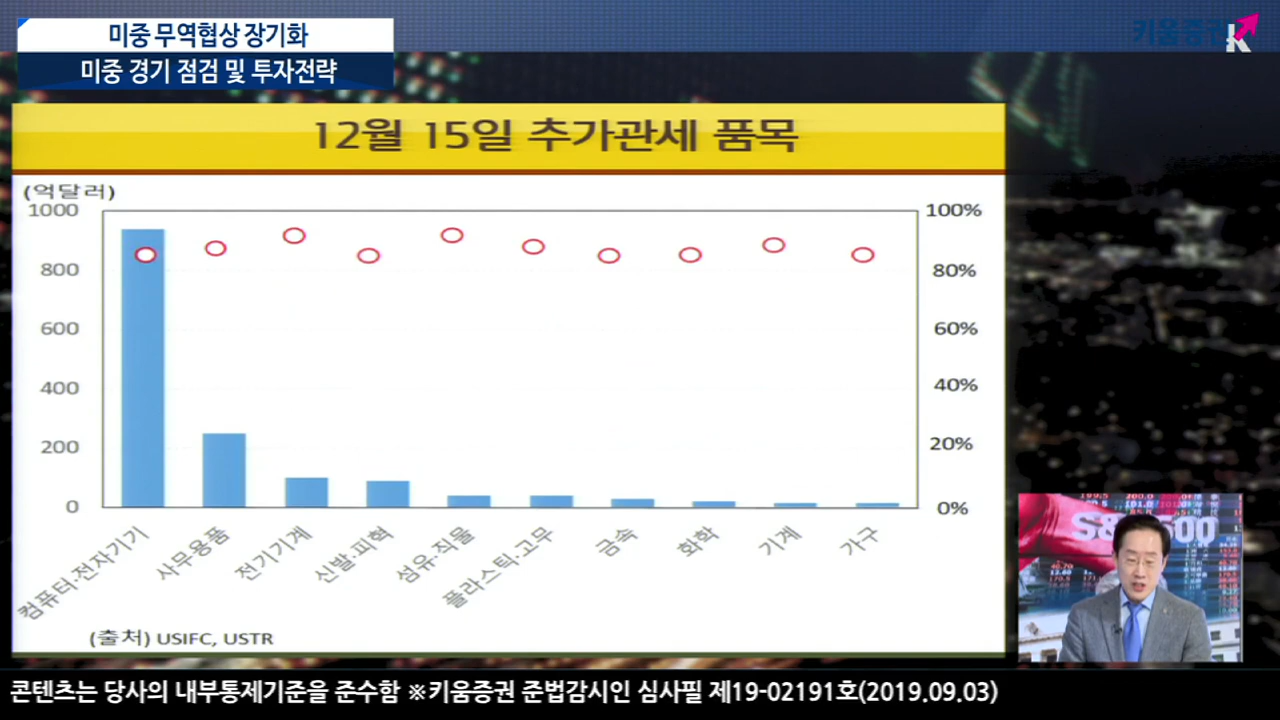 미중 무역협상 장기화
미중 경기 점검 및 투자전략
키움증권
12월 15일 추가관세 품목
(억달러)
1000
800
600
400
200
0
100%
80%
60%
40%
20%
0%
컴퓨터·전자기기
사무용품
전기기계
신발·피혁
섬유·직물
플라스틱·고무
금속
화학
기계
가구
(출처) USIFC, USTR
콘텐츠는 당사의 내부통제기준을 준수함 ※키움증권 준법감시인 심사필 제19-02191호(2019.09.03)